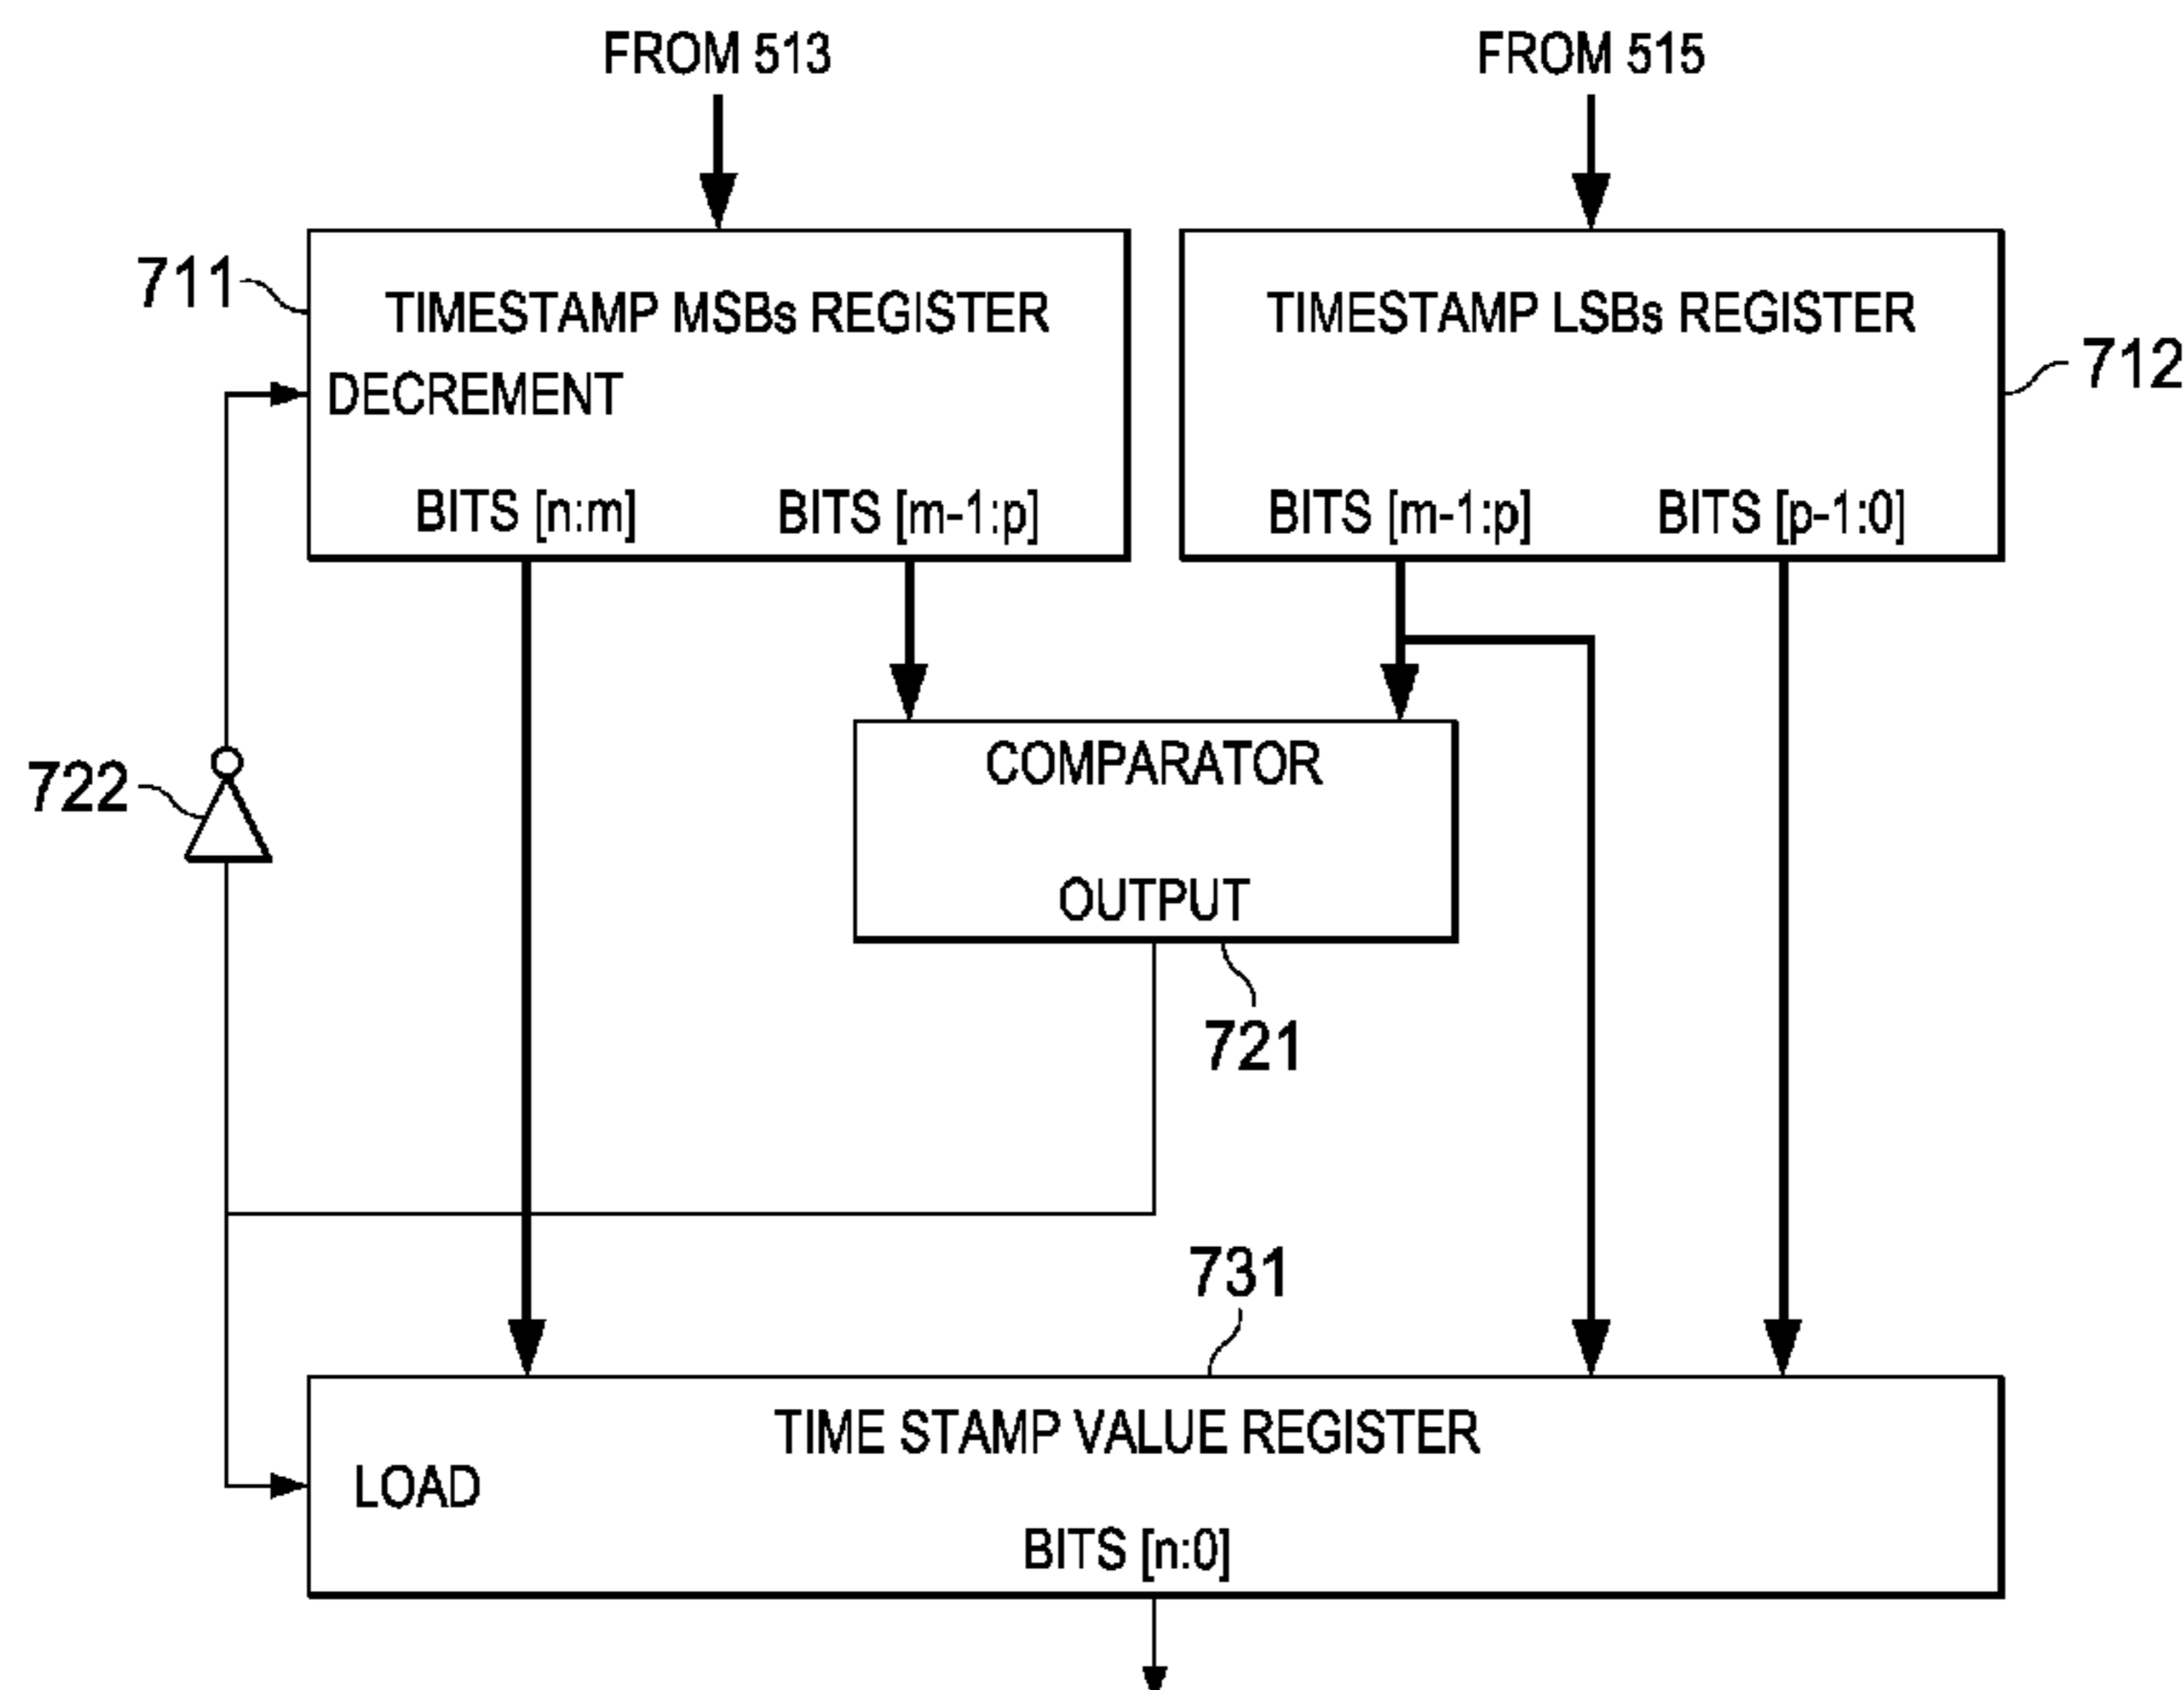 FROM 513
FROM 515
711
TIMESTAMP MSBs REGISTER
TIMESTAMP LSBs REGISTER
712
DECREMENT
BITS [n:m]
BITS [m-1:p]
BITS [m-1:p]
BITS [p-1:0]
722
COMPARATOR
OUTPUT
721
731
TIME STAMP VALUE REGISTER
LOAD
BITS [n:0]